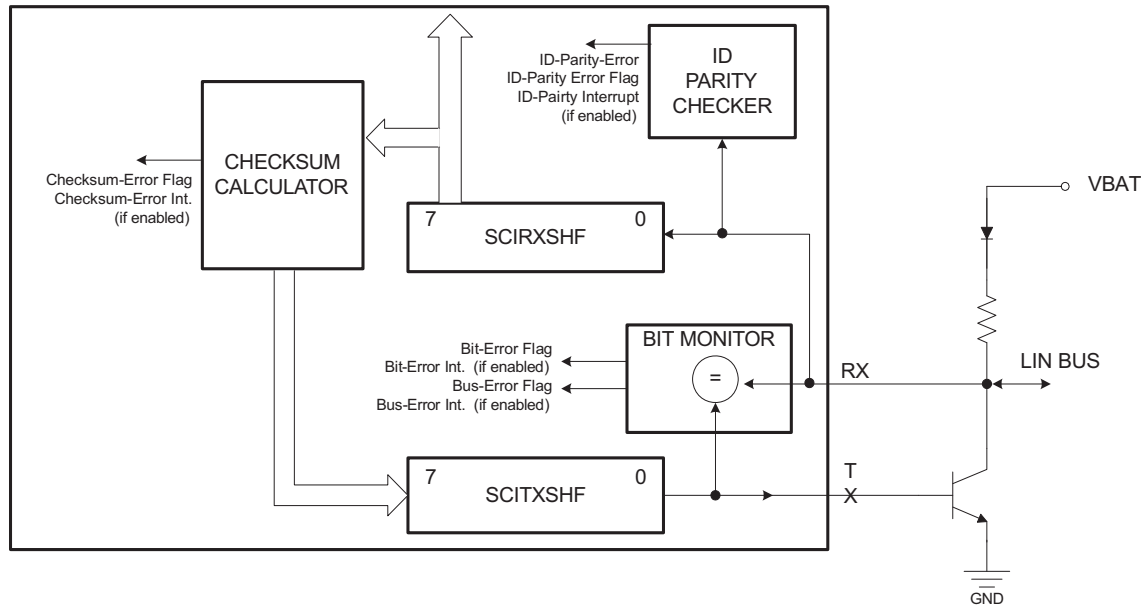 ID-Parity-Error
ID-Parity Error Flag
ID-Pairty Interrupt
(if enabled)
ID
PARITY
CHECKER
CHECKSUM
CALCULATOR
Checksum-Error Flag
Checksum-Error Int.
(if enabled)
VBAT
7 SCIRXSHF 0
BIT MONITOR
=
Bit-Error Flag
Bit-Error Int. (if enabled)
Bus-Error Flag
Bus-Error Int. (if enabled)
RX
LIN BUS
7 SCITXSHF 0
T
X
GND